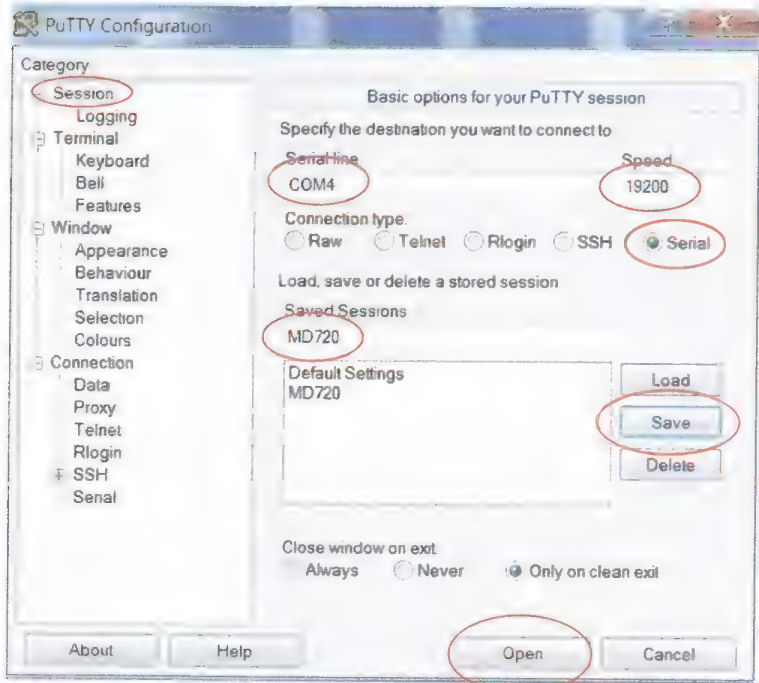 PuTTY Configuration
Category
Session
Logging
Terminal
Keyboard
Bell
Features
Window
Appearance
Behaviour
Translation
Selection
Colours
Connection
Data
Proxy
Telnet
Rlogin
SSH
Serial
Basic options for your PuTTY session
Specify the destination you want to connect to
Serial line
Speed
COM4
19200
Connection type:
Raw
Telnet
Rlogin
SSH
Serial
Load, save or delete a stored session
Saved Sessions
MD720
Default Settings
MD720
Load
Save
Delete
Close window on exit
Always
Never
Only on clean exit
About
Help
Open
Cancel